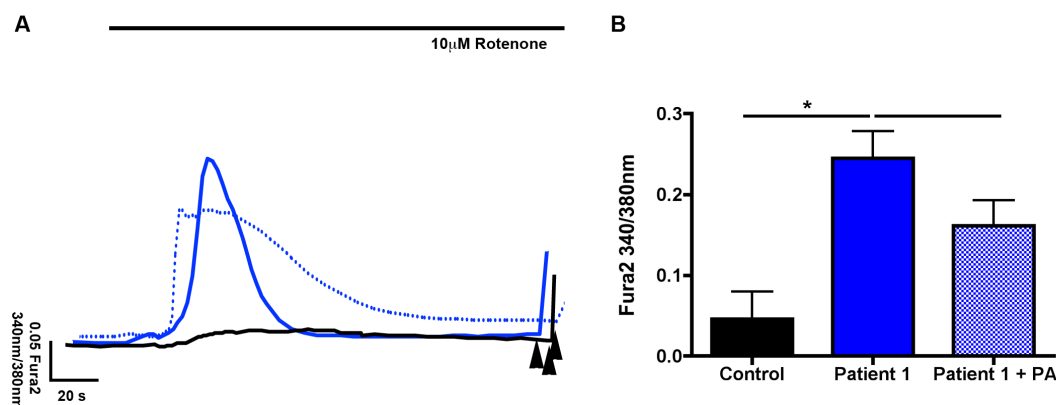 A
10μM Rotenone
0.05 Fura2
340nm/380nm
20 s
B
*
Fura2 340/380nm
0.3
0.2
0.1
0.0
Control
Patient 1
Patient 1 + PA